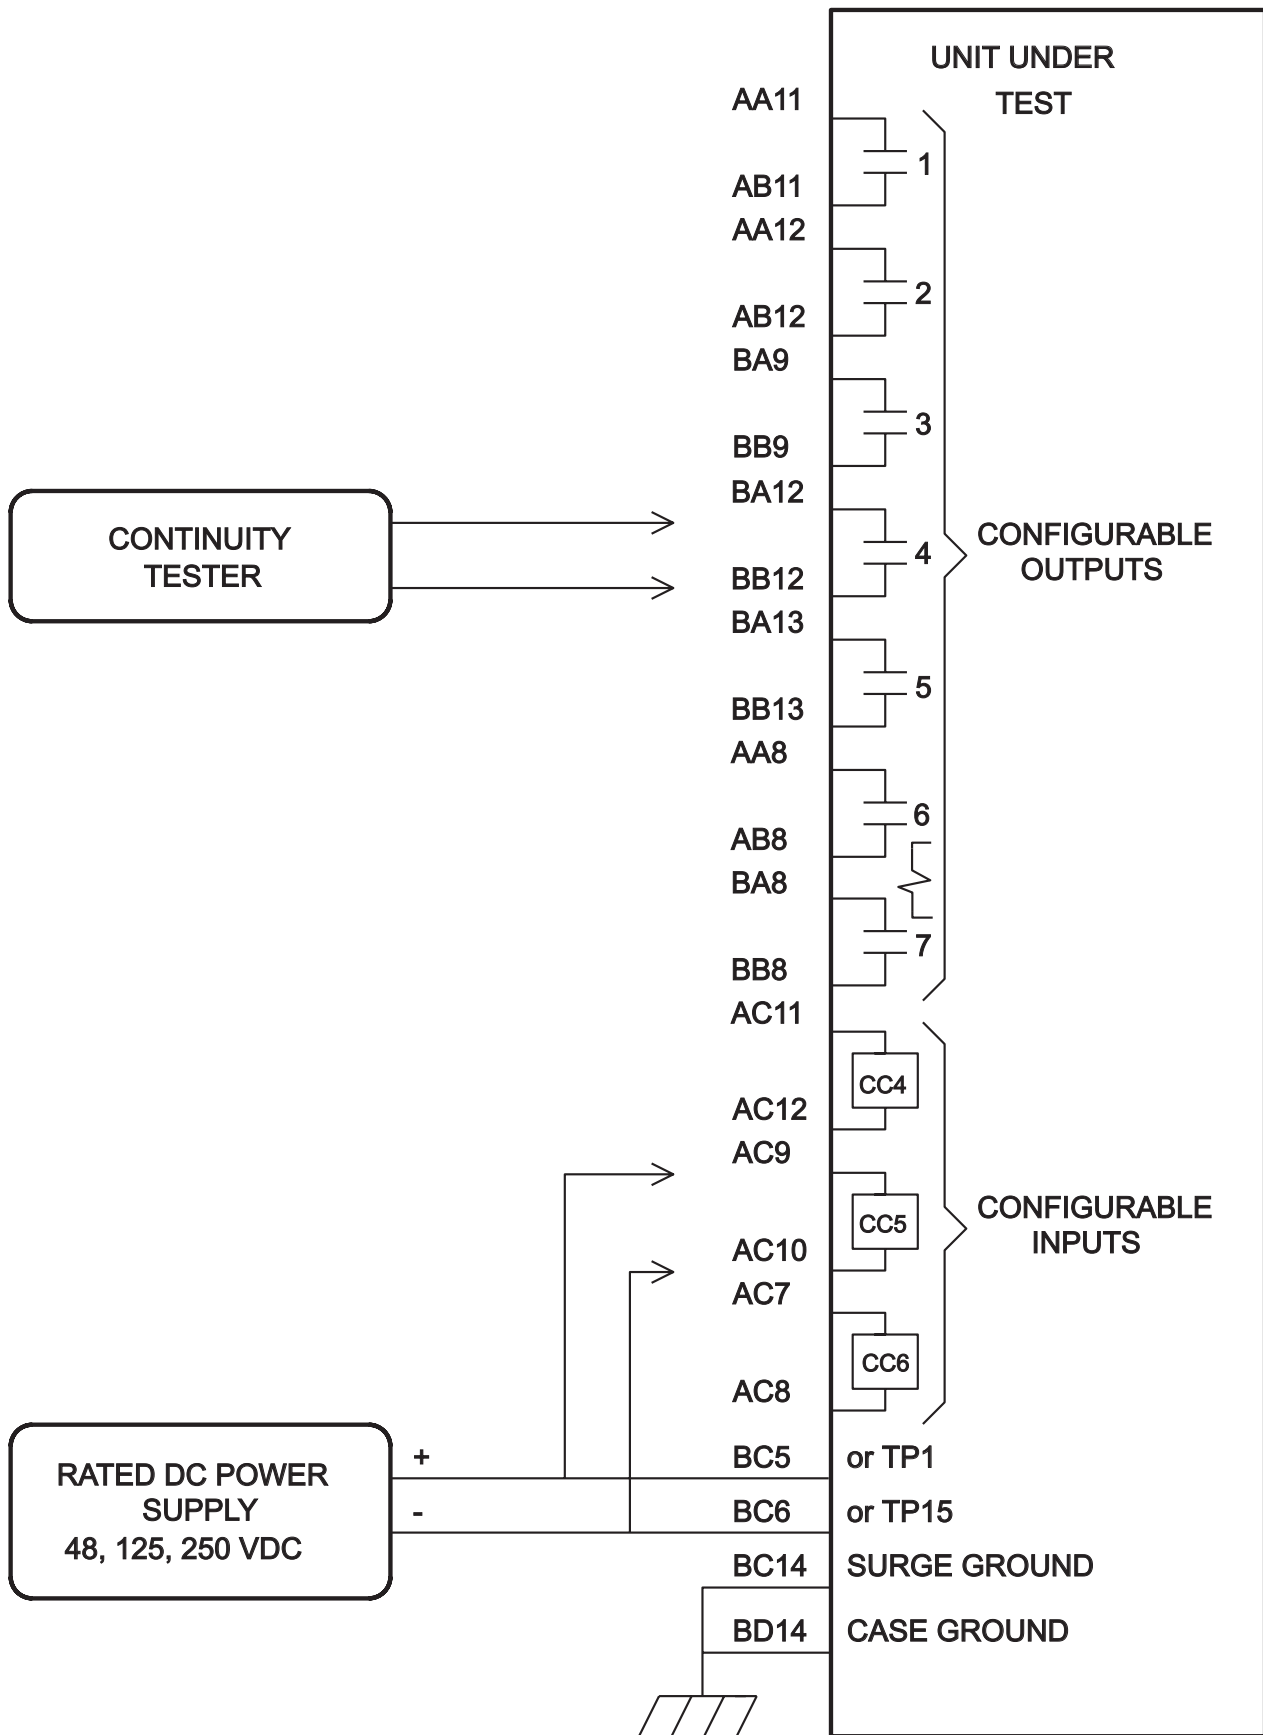 UNIT UNDER
TEST
AA11
1
AB11
AA12
2
AB12
BA9
3
BB9
BA12
CONTINUITY
TESTER
4
CONFIGURABLE
OUTPUTS
BB12
BA13
5
BB13
AA8
6
AB8
BA8
7
BB8
AC11
CC4
AC12
AC9
CC5
CONFIGURABLE
INPUTS
AC10
AC7
CC6
AC8
RATED DC POWER
SUPPLY
48, 125, 250 VDC
+
BC5 or TP1
-
BC6 or TP15
BC14 SURGE GROUND
BD14 CASE GROUND